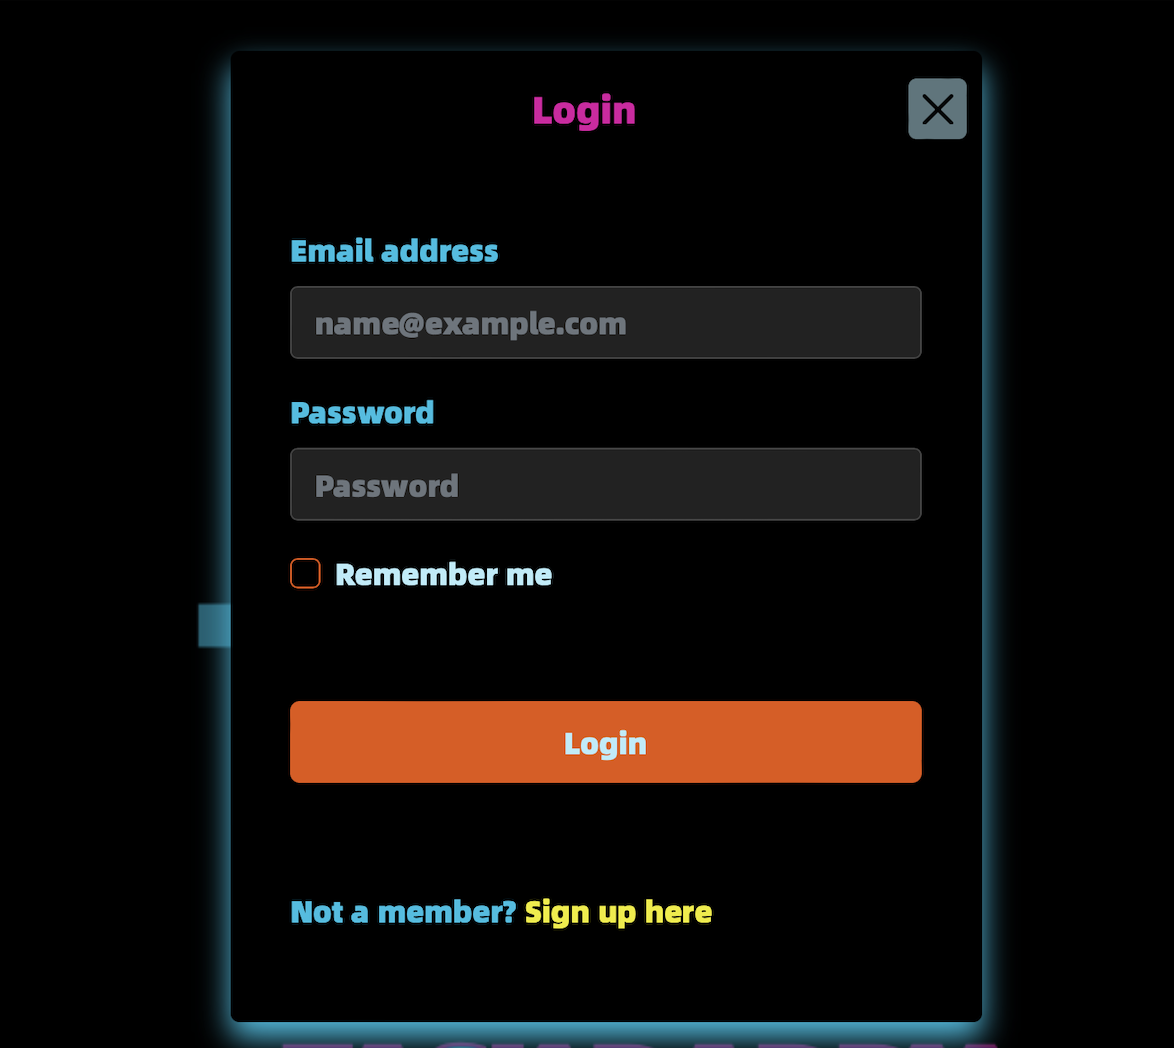 Login
Email address
name@example.com
Password
Password
Remember me
Login
Not a member? Sign up here